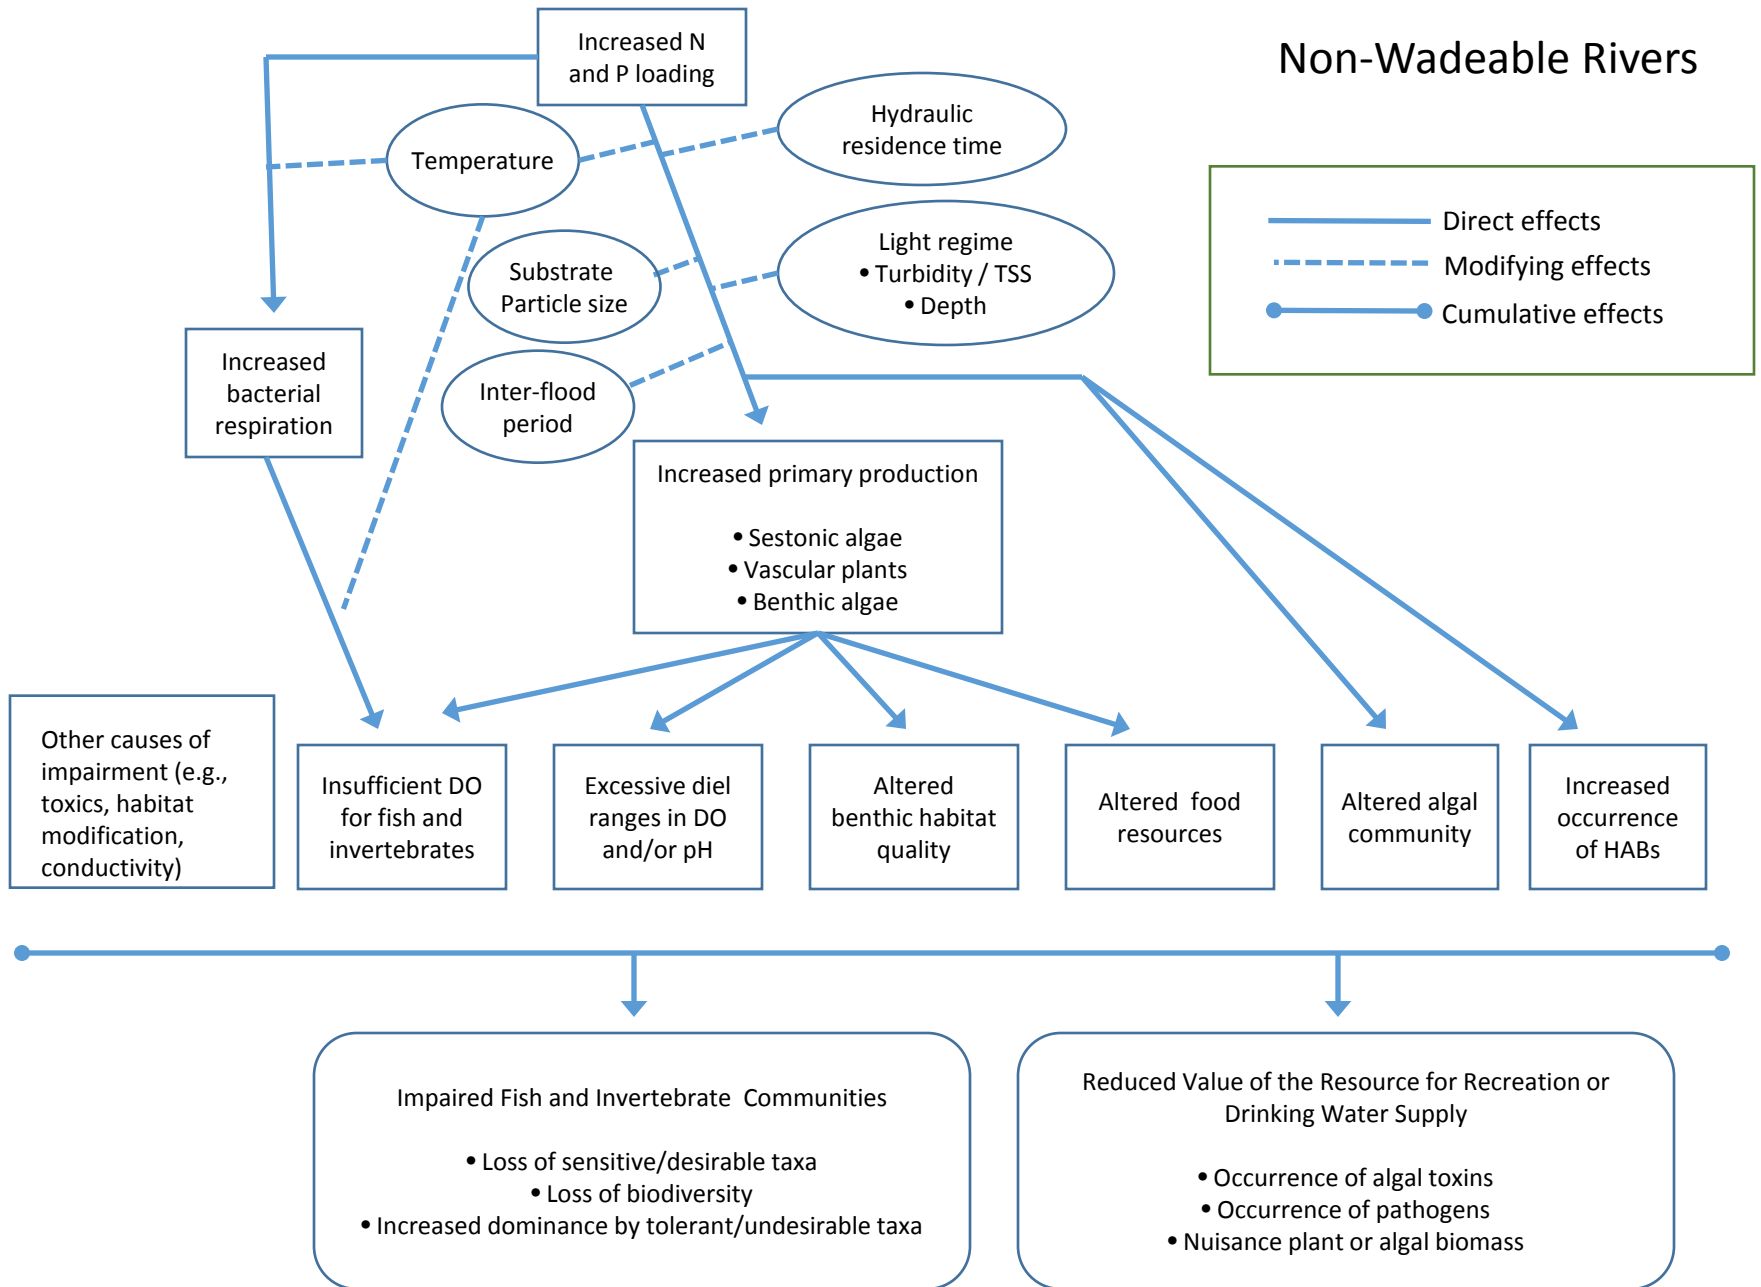 Increased N
and P loading
Non-Wadeable Rivers
Hydraulic
residence time
Temperature
Direct effects
Modifying effects
Cumulative effects
Light regime
• Turbidity / TSS
• Depth
Substrate
Particle size
Increased
bacterial
respiration
Inter-flood
period
Increased primary production
• Sestonic algae
• Vascular plants
• Benthic algae
Other causes of
impairment (e.g.,
toxics, habitat
modification,
conductivity)
Insufficient DO
for fish and
invertebrates
Excessive diel
ranges in DO
and/or pH
Altered
benthic habitat
quality
Altered food
resources
Altered algal
community
Increased
occurrence
of HABs
Impaired Fish and Invertebrate Communities
• Loss of sensitive/desirable taxa
• Loss of biodiversity
• Increased dominance by tolerant/undesirable taxa
Reduced Value of the Resource for Recreation or
Drinking Water Supply
• Occurrence of algal toxins
• Occurrence of pathogens
• Nuisance plant or algal biomass